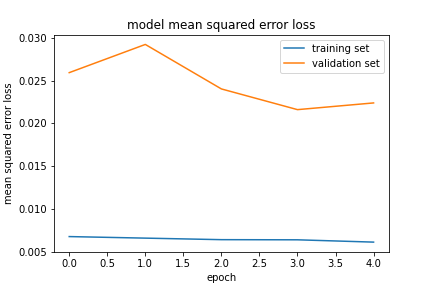 model mean squared error loss
training set
validation set
mean squared error loss
0.030
0.025
0.020
0.015
0.010
0.005
0.0 0.5 1.0 1.5 2.0 2.5 3.0 3.5 4.0
epoch